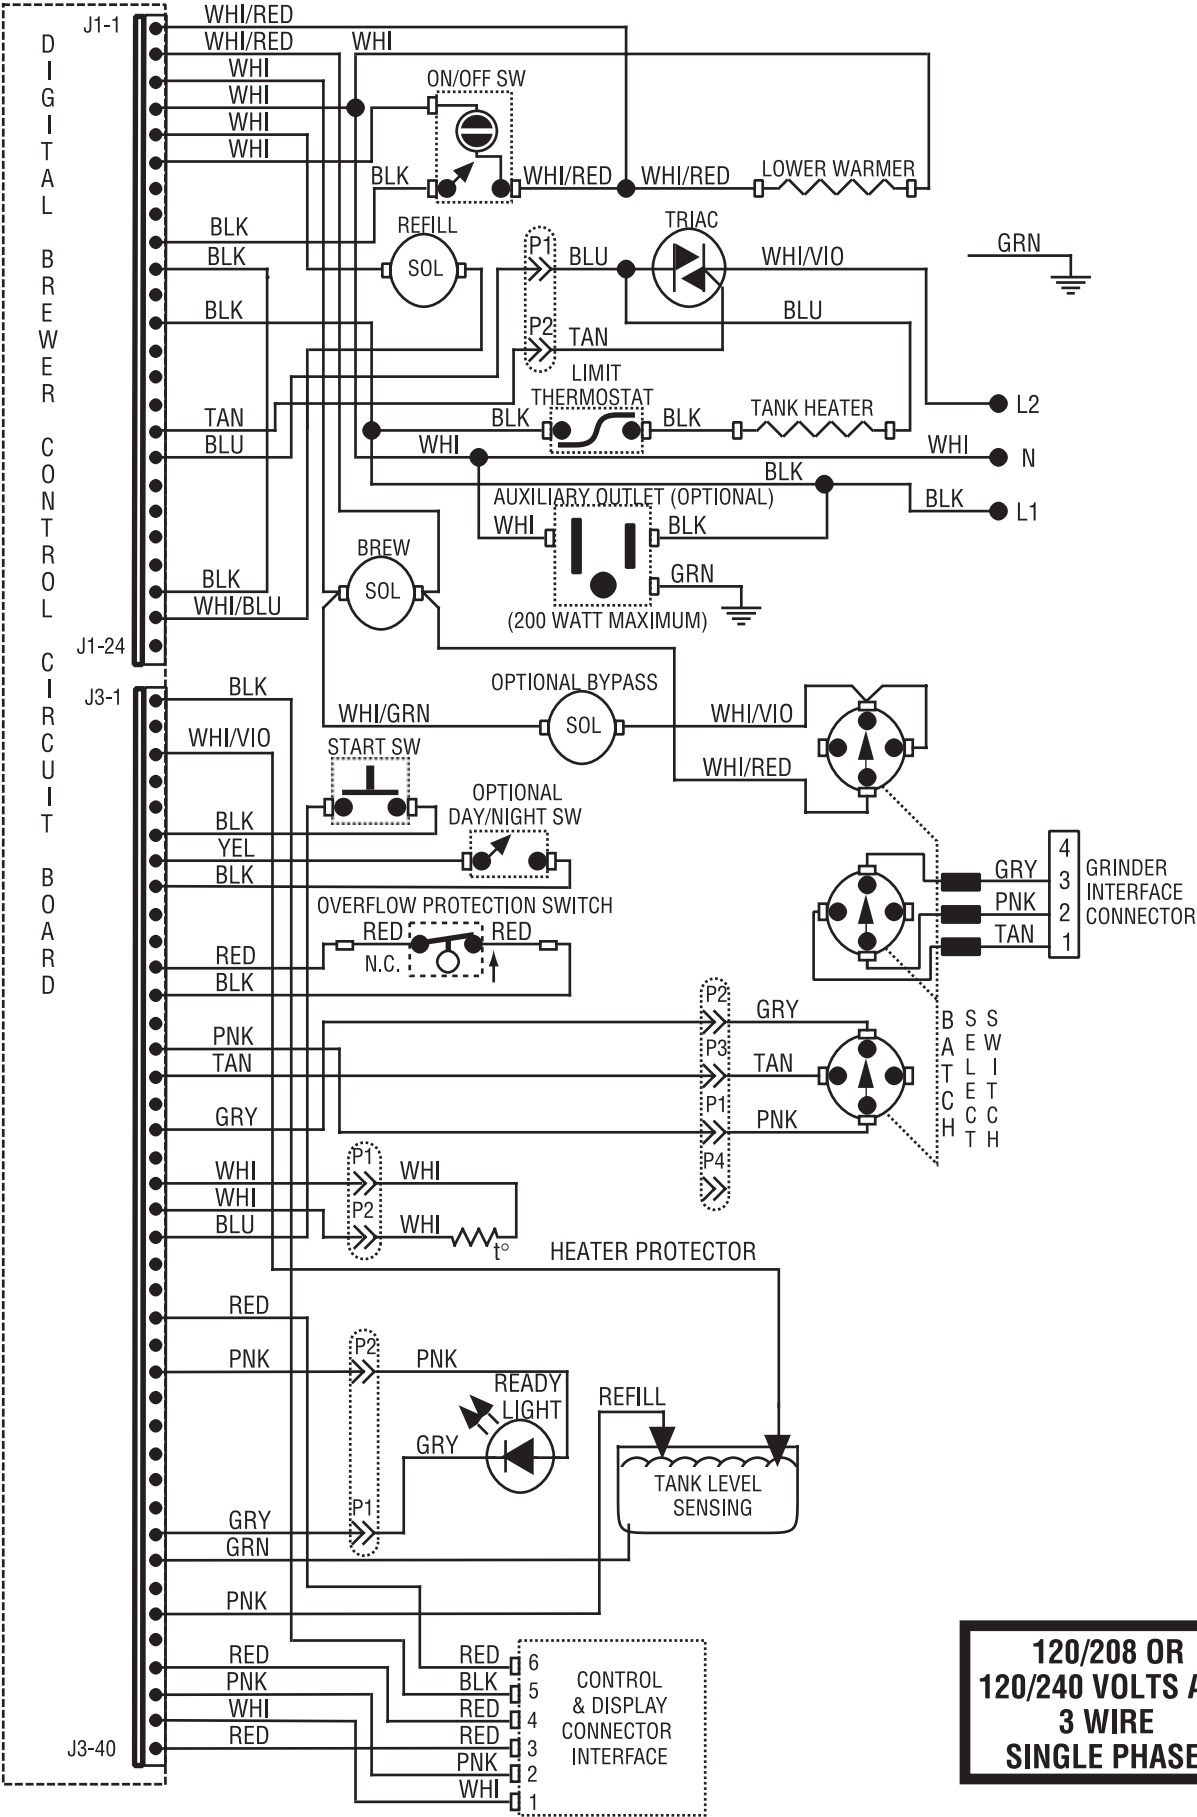 DIGITAL BREWER CONTROL CIRCUIT BOARD
J1-1
WHI/RED
WHI/RED
WHI
WHI
WHI
WHI
WHI
ON/OFF SW
BLK
WHI/RED
WHI/RED
LOWER WARMER
BLK
REFILL
SOL
BLK
P1
BLU
TRIAC
WHI/VIO
GRN
BLK
P2
TAN
BLU
LIMIT
THERMOSTAT
TAN
BLK
BLK
TANK HEATER
L2
BLU
WHI
WHI
N
BLK
BLK
L1
AUXILIARY OUTLET (OPTIONAL)
WHI
BLK
BREW
SOL
BLK
GRN
WHI/BLU
(200 WATT MAXIMUM)
J1-24
J3-1
BLK
OPTIONAL BYPASS
WHI/GRN
SOL
WHI/VIO
WHI/VIO
START SW
WHI/RED
OPTIONAL
DAY/NIGHT SW
BLK
YEL
BLK
GRY
PNK
TAN
4
3
2
1
GRINDER
INTERFACE
CONNECTOR
OVERFLOW PROTECTION SWITCH
RED
RED
N.C.
RED
BLK
P2
GRY
BATCH
SELECT
SWITCH
PNK
TAN
P3
TAN
GRY
P1
PNK
P4
WHI
P1
WHI
WHI
P2
BLU
WHI
t°
HEATER PROTECTOR
RED
PNK
P2
PNK
READY
LIGHT
REFILL
GRY
TANK LEVEL
SENSING
P1
GRY
GRN
PNK
RED
PNK
WHI
RED
J3-40
RED 6
BLK 5
RED 4
RED 3
PNK 2
WHI 1
CONTROL
& DISPLAY
CONNECTOR
INTERFACE
120/208 OR
120/240 VOLTS A
3 WIRE
SINGLE PHASE